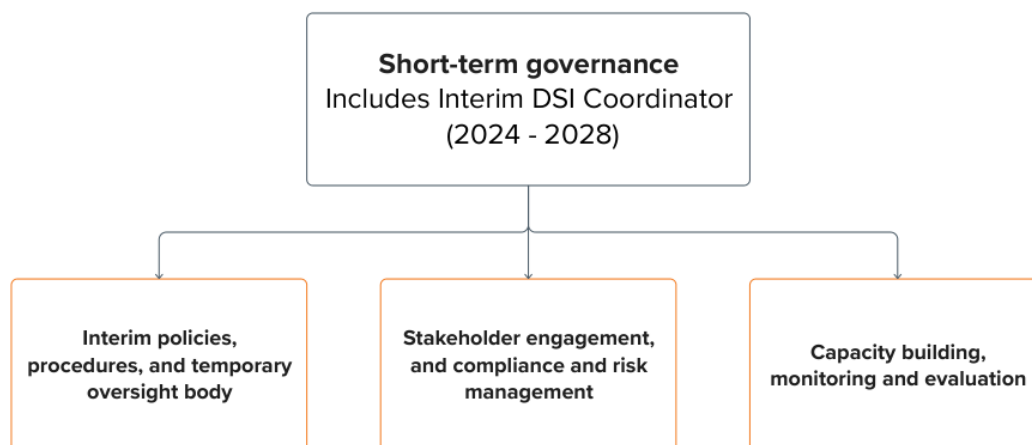 Short-term governance
Includes Interim DSI Coordinator
(2024 - 2028)
Interim policies,
procedures, and temporary
oversight body
Stakeholder engagement,
and compliance and risk
management
Capacity building,
monitoring and evaluation